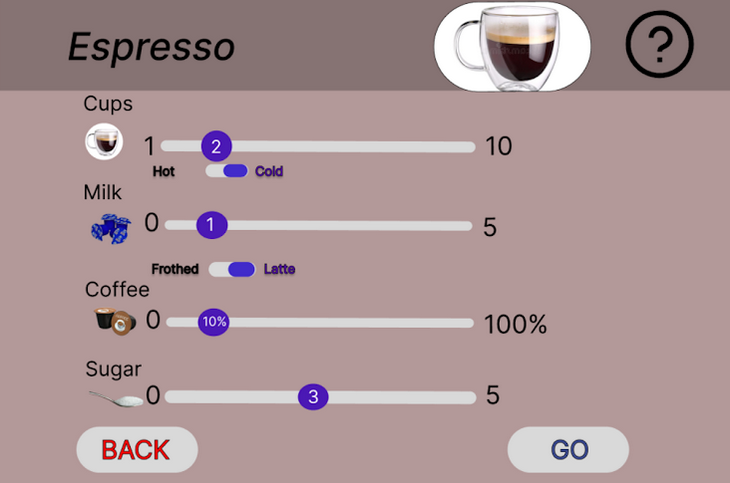 Espresso
?
Cups
1 2 10
Hot Cold
Milk
0 1 5
Frothed Latte
Coffee
0 10% 100%
Sugar
0 3 5
BACK GO